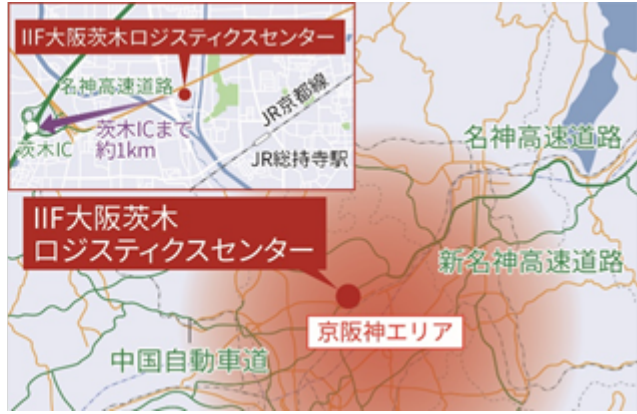 IIF大阪茨木ロジスティクスセンター
名神高速道路
茨木IC
茨木ICまで
約1km
JR京都線
JR総持寺駅
名神高速道路
IIF大阪茨木
ロジスティクスセンター
新名神高速道路
京阪神エリア
中国自動車道